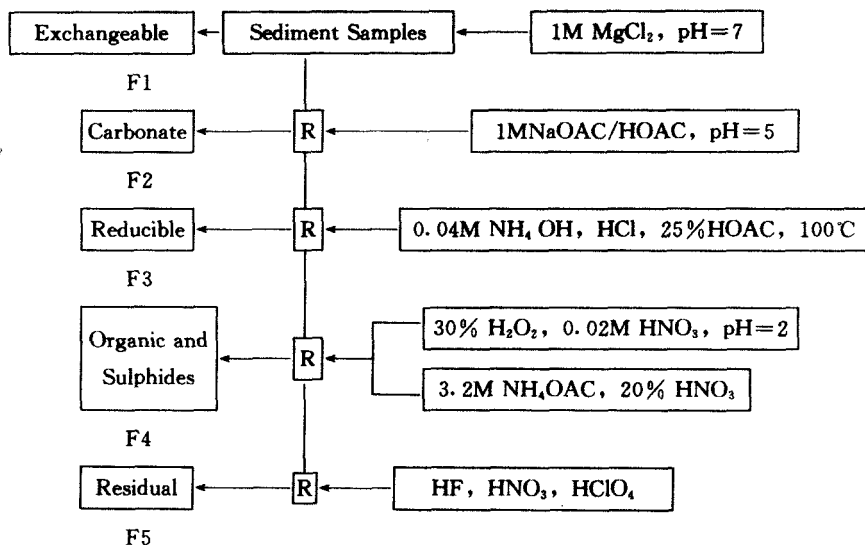 Exchangeable
Sediment Samples
1M MgCl₂, pH=7
F1
Carbonate
R
1MNaOAC/HOAC, pH=5
F2
Reducible
R
0.04M NH₄ OH, HCl, 25%HOAC, 100℃
F3
Organic and
Sulphides
R
30% H₂O₂, 0.02M HNO₃, pH=2
3.2M NH₄OAC, 20% HNO₃
F4
Residual
R
HF, HNO₃, HClO₄
F5